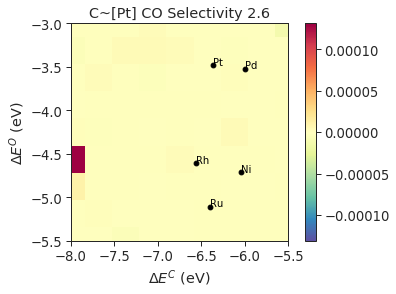 C~[Pt] CO Selectivity 2.6
−3.0
−3.5
−4.0
−4.5
−5.0
−5.5
ΔE^O (eV)
Pt
Pd
Rh
Ni
Ru
−8.0 −7.5 −7.0 −6.5 −6.0 −5.5
ΔE^C (eV)
0.00010
0.00005
0.00000
−0.00005
−0.00010